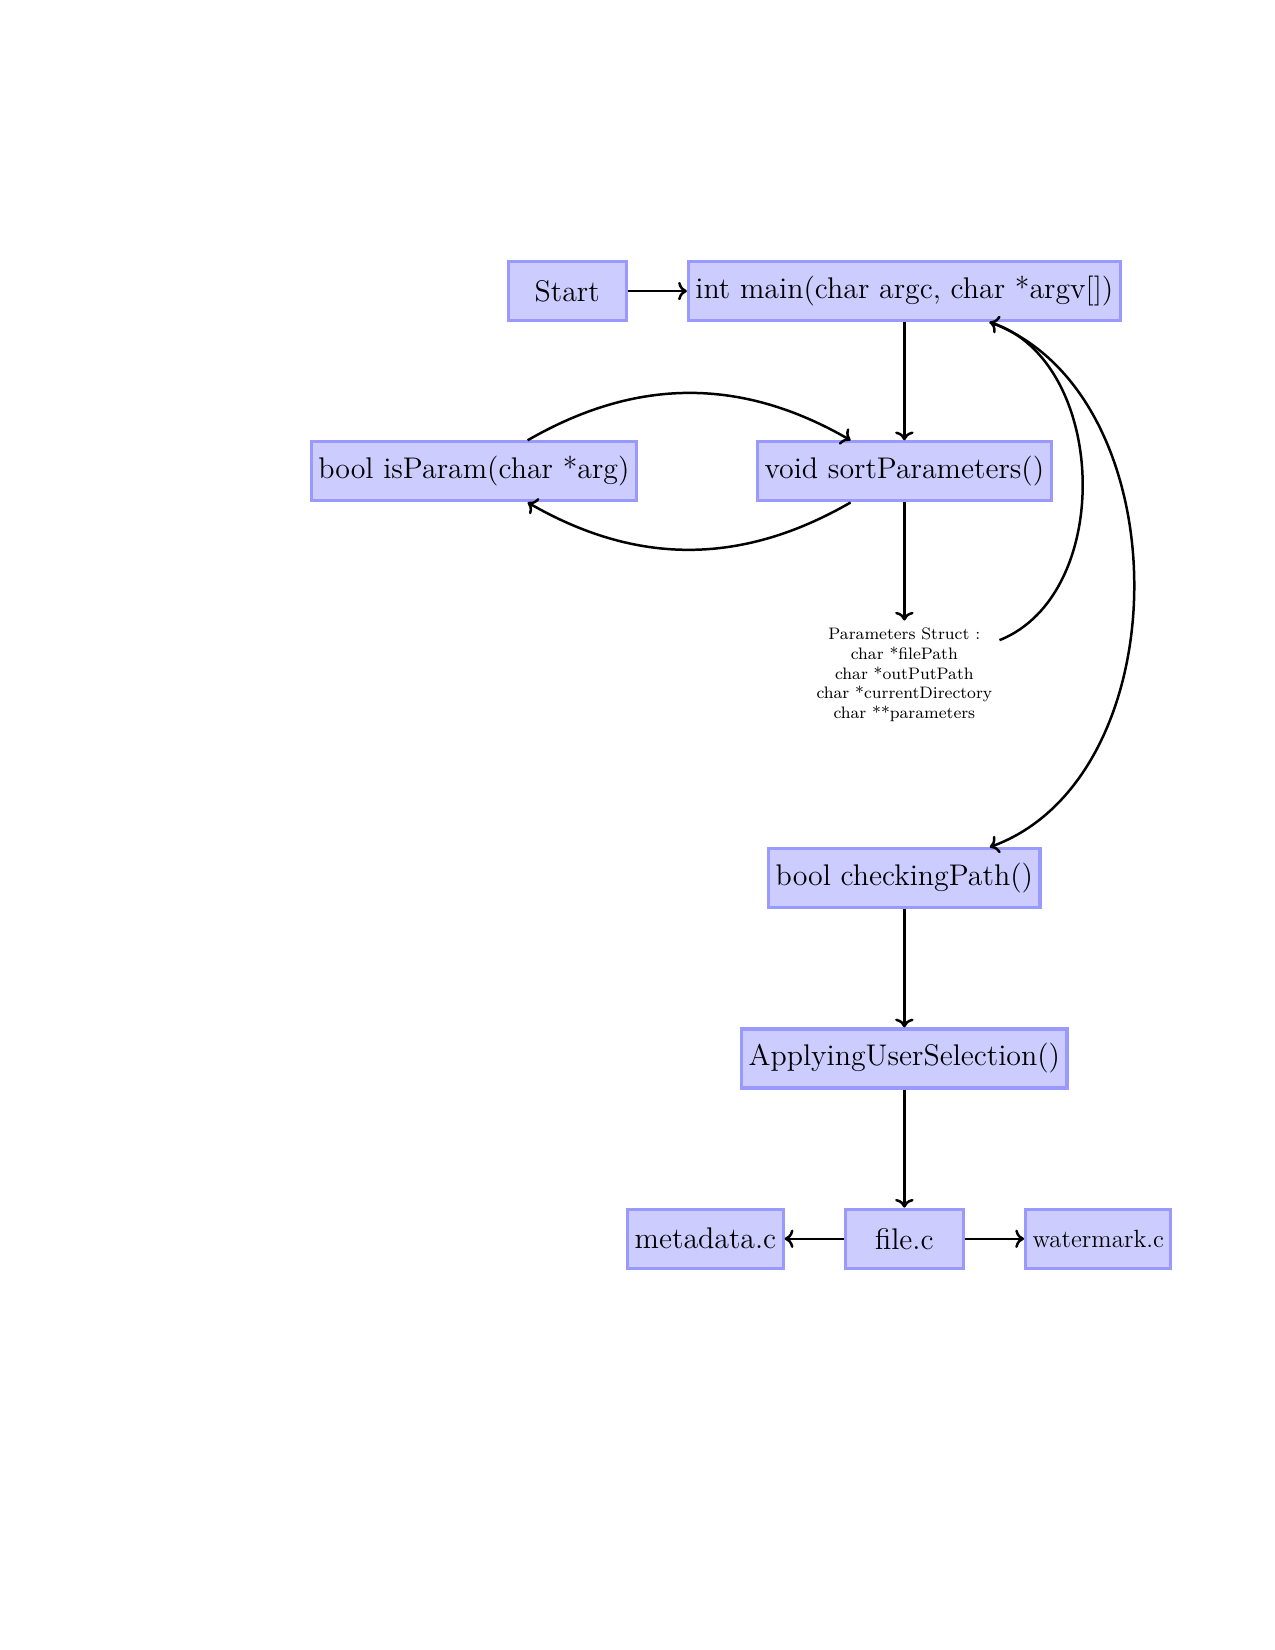 Start
int main(char argc, char *argv[])
bool isParam(char *arg)
void sortParameters()
Parameters Struct :
char *filePath
char *outPutPath
char *currentDirectory
char **parameters
bool checkingPath()
ApplyingUserSelection()
metadata.c
file.c
watermark.c